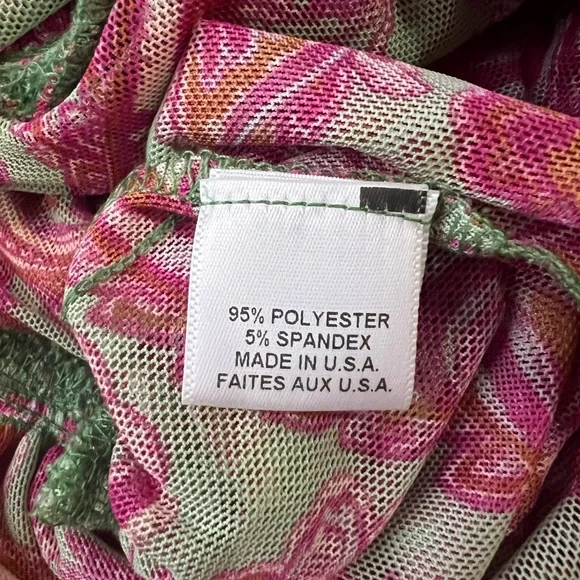 95% POLYESTER
5% SPANDEX
MADE IN U.S.A.
FAITES AUX U.S.A.